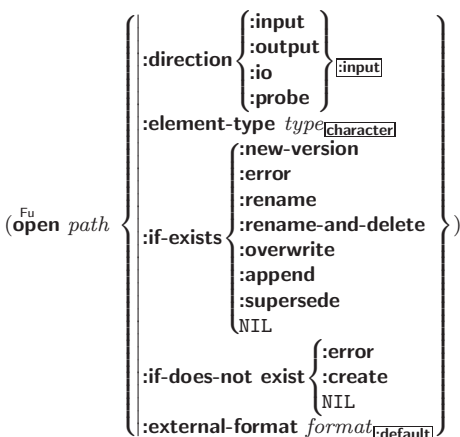 :input
:output
:direction :io :input
:probe
:element-type type character
:new-version
:error
:rename
Fu
(open path :if-exists :rename-and-delete )
:overwrite
:append
:supersede
NIL
:error
:if-does-not exist :create
NIL
:external-format format :default